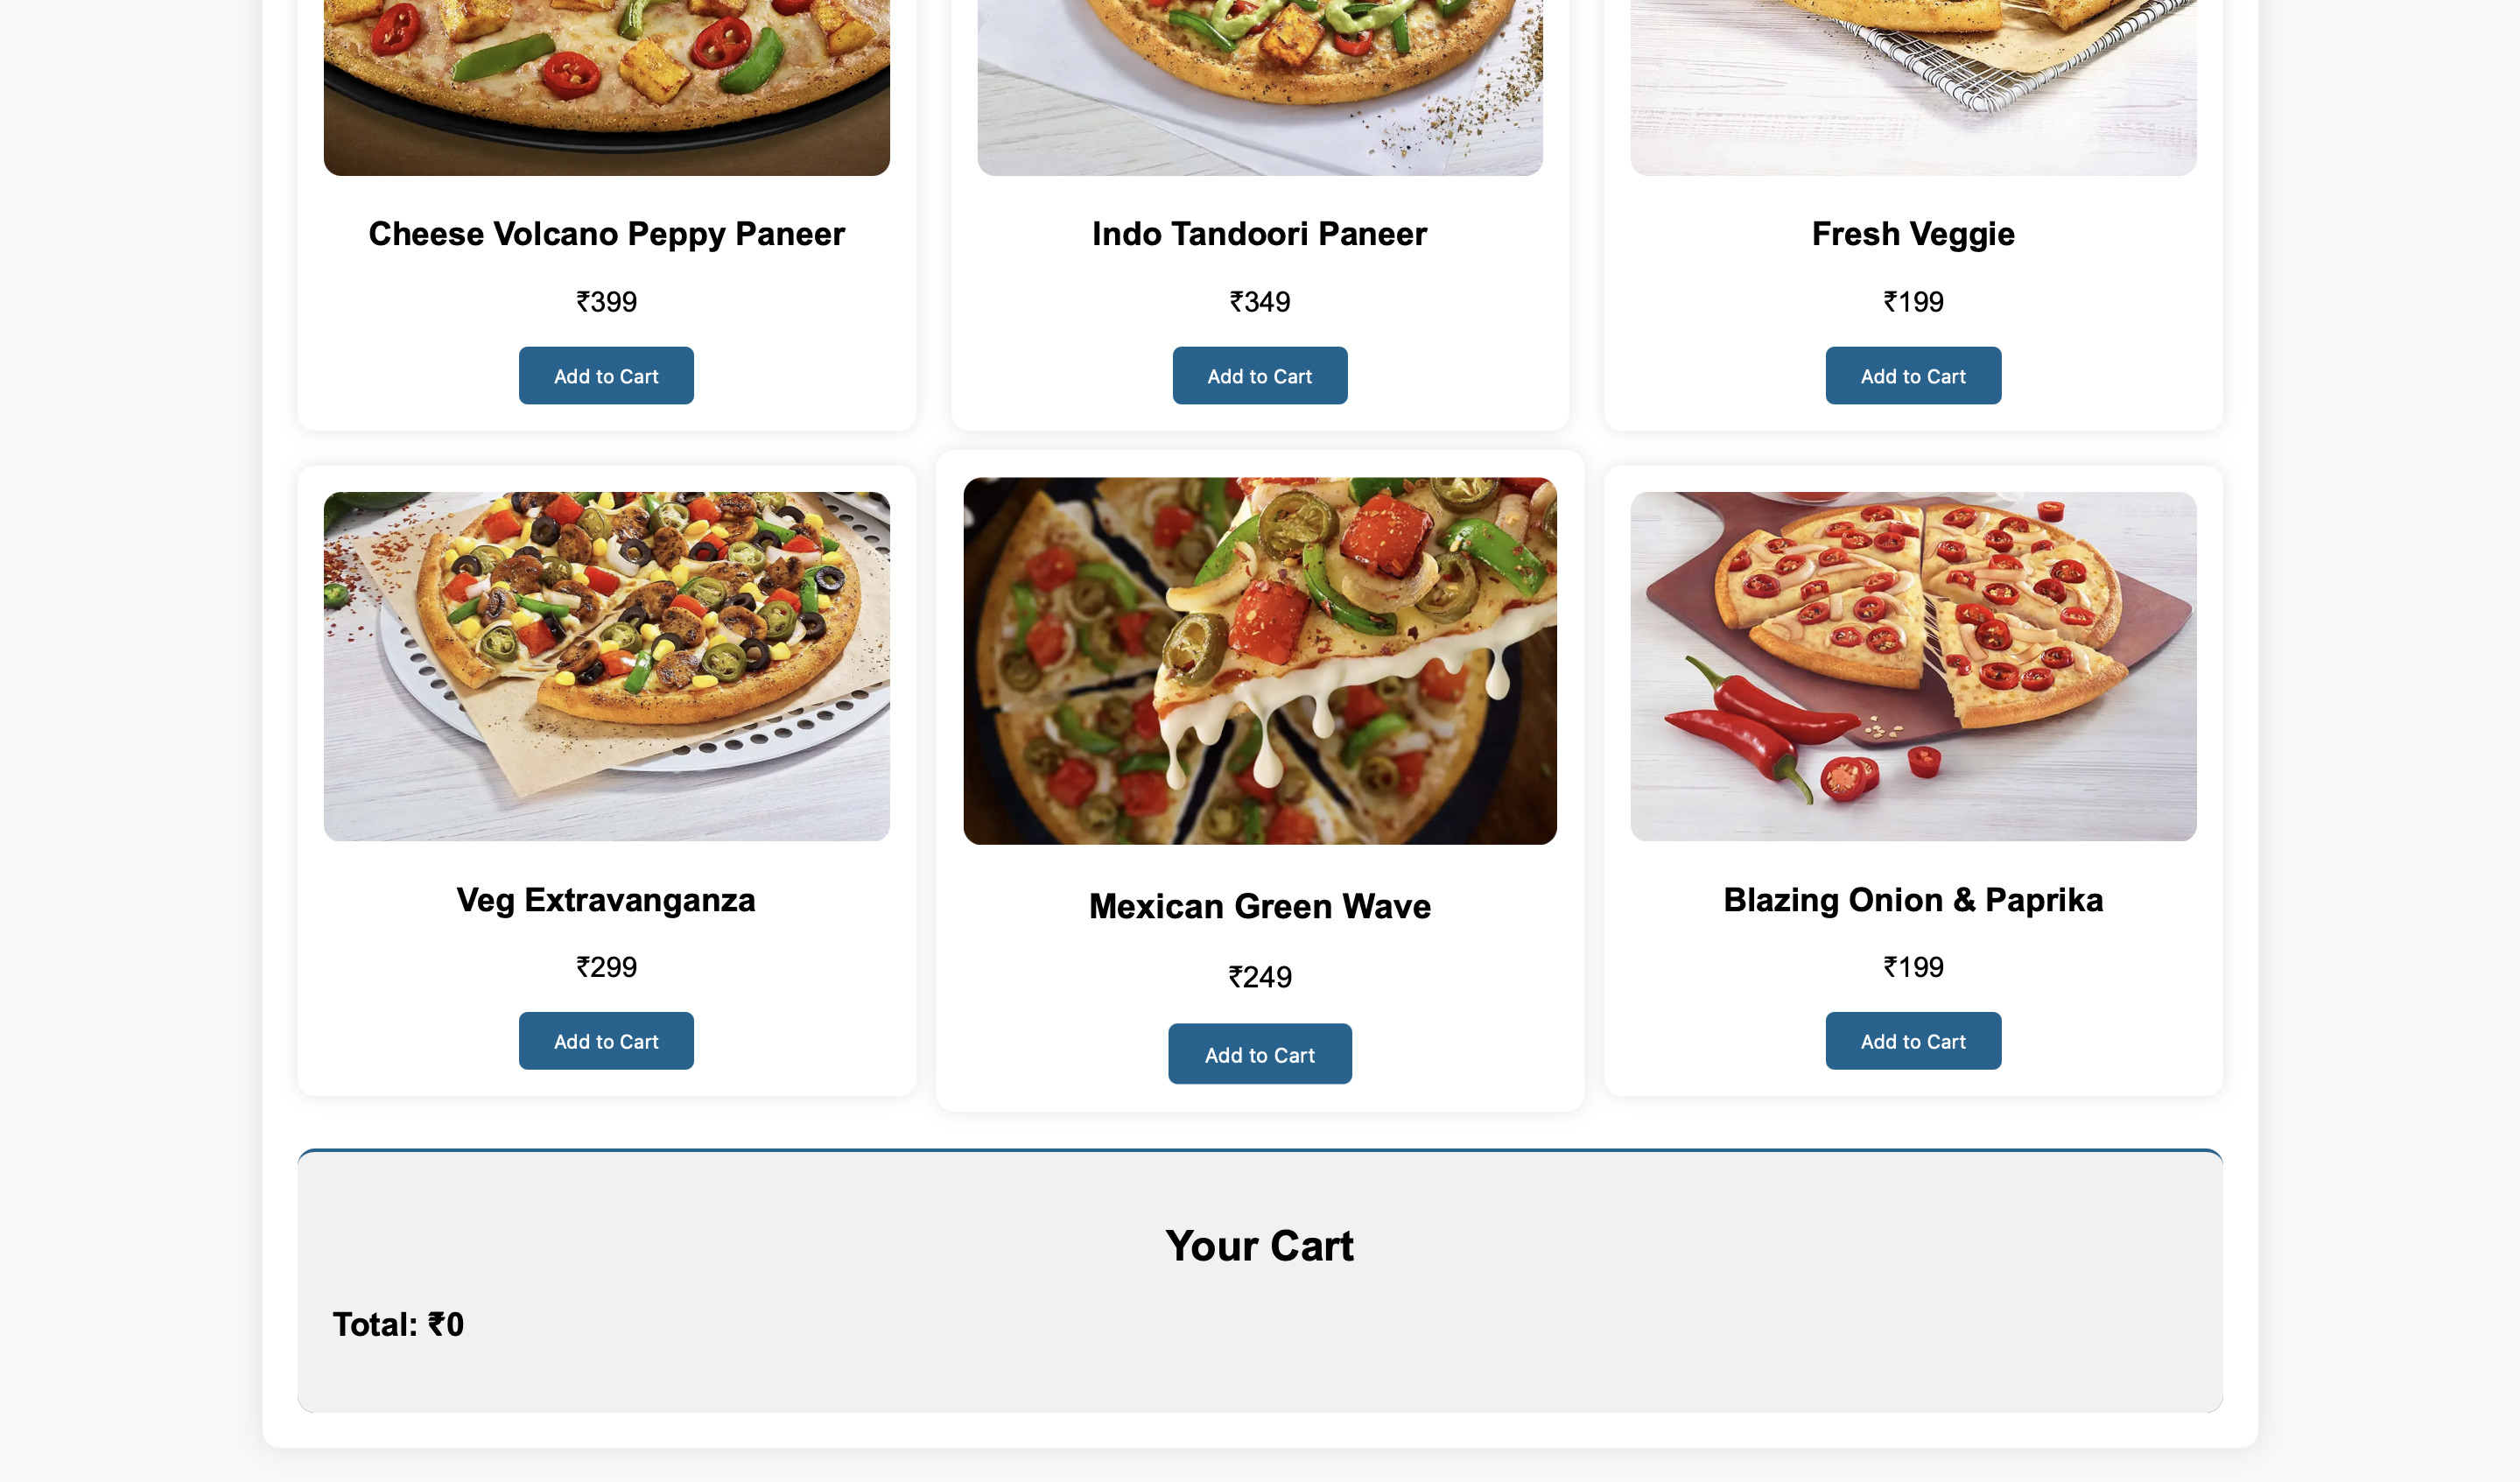 Cheese Volcano Peppy Paneer
₹399
Add to Cart
Indo Tandoori Paneer
₹349
Add to Cart
Fresh Veggie
₹199
Add to Cart
Veg Extravanganza
₹299
Add to Cart
Mexican Green Wave
₹249
Add to Cart
Blazing Onion & Paprika
₹199
Add to Cart
Your Cart
Total: ₹0